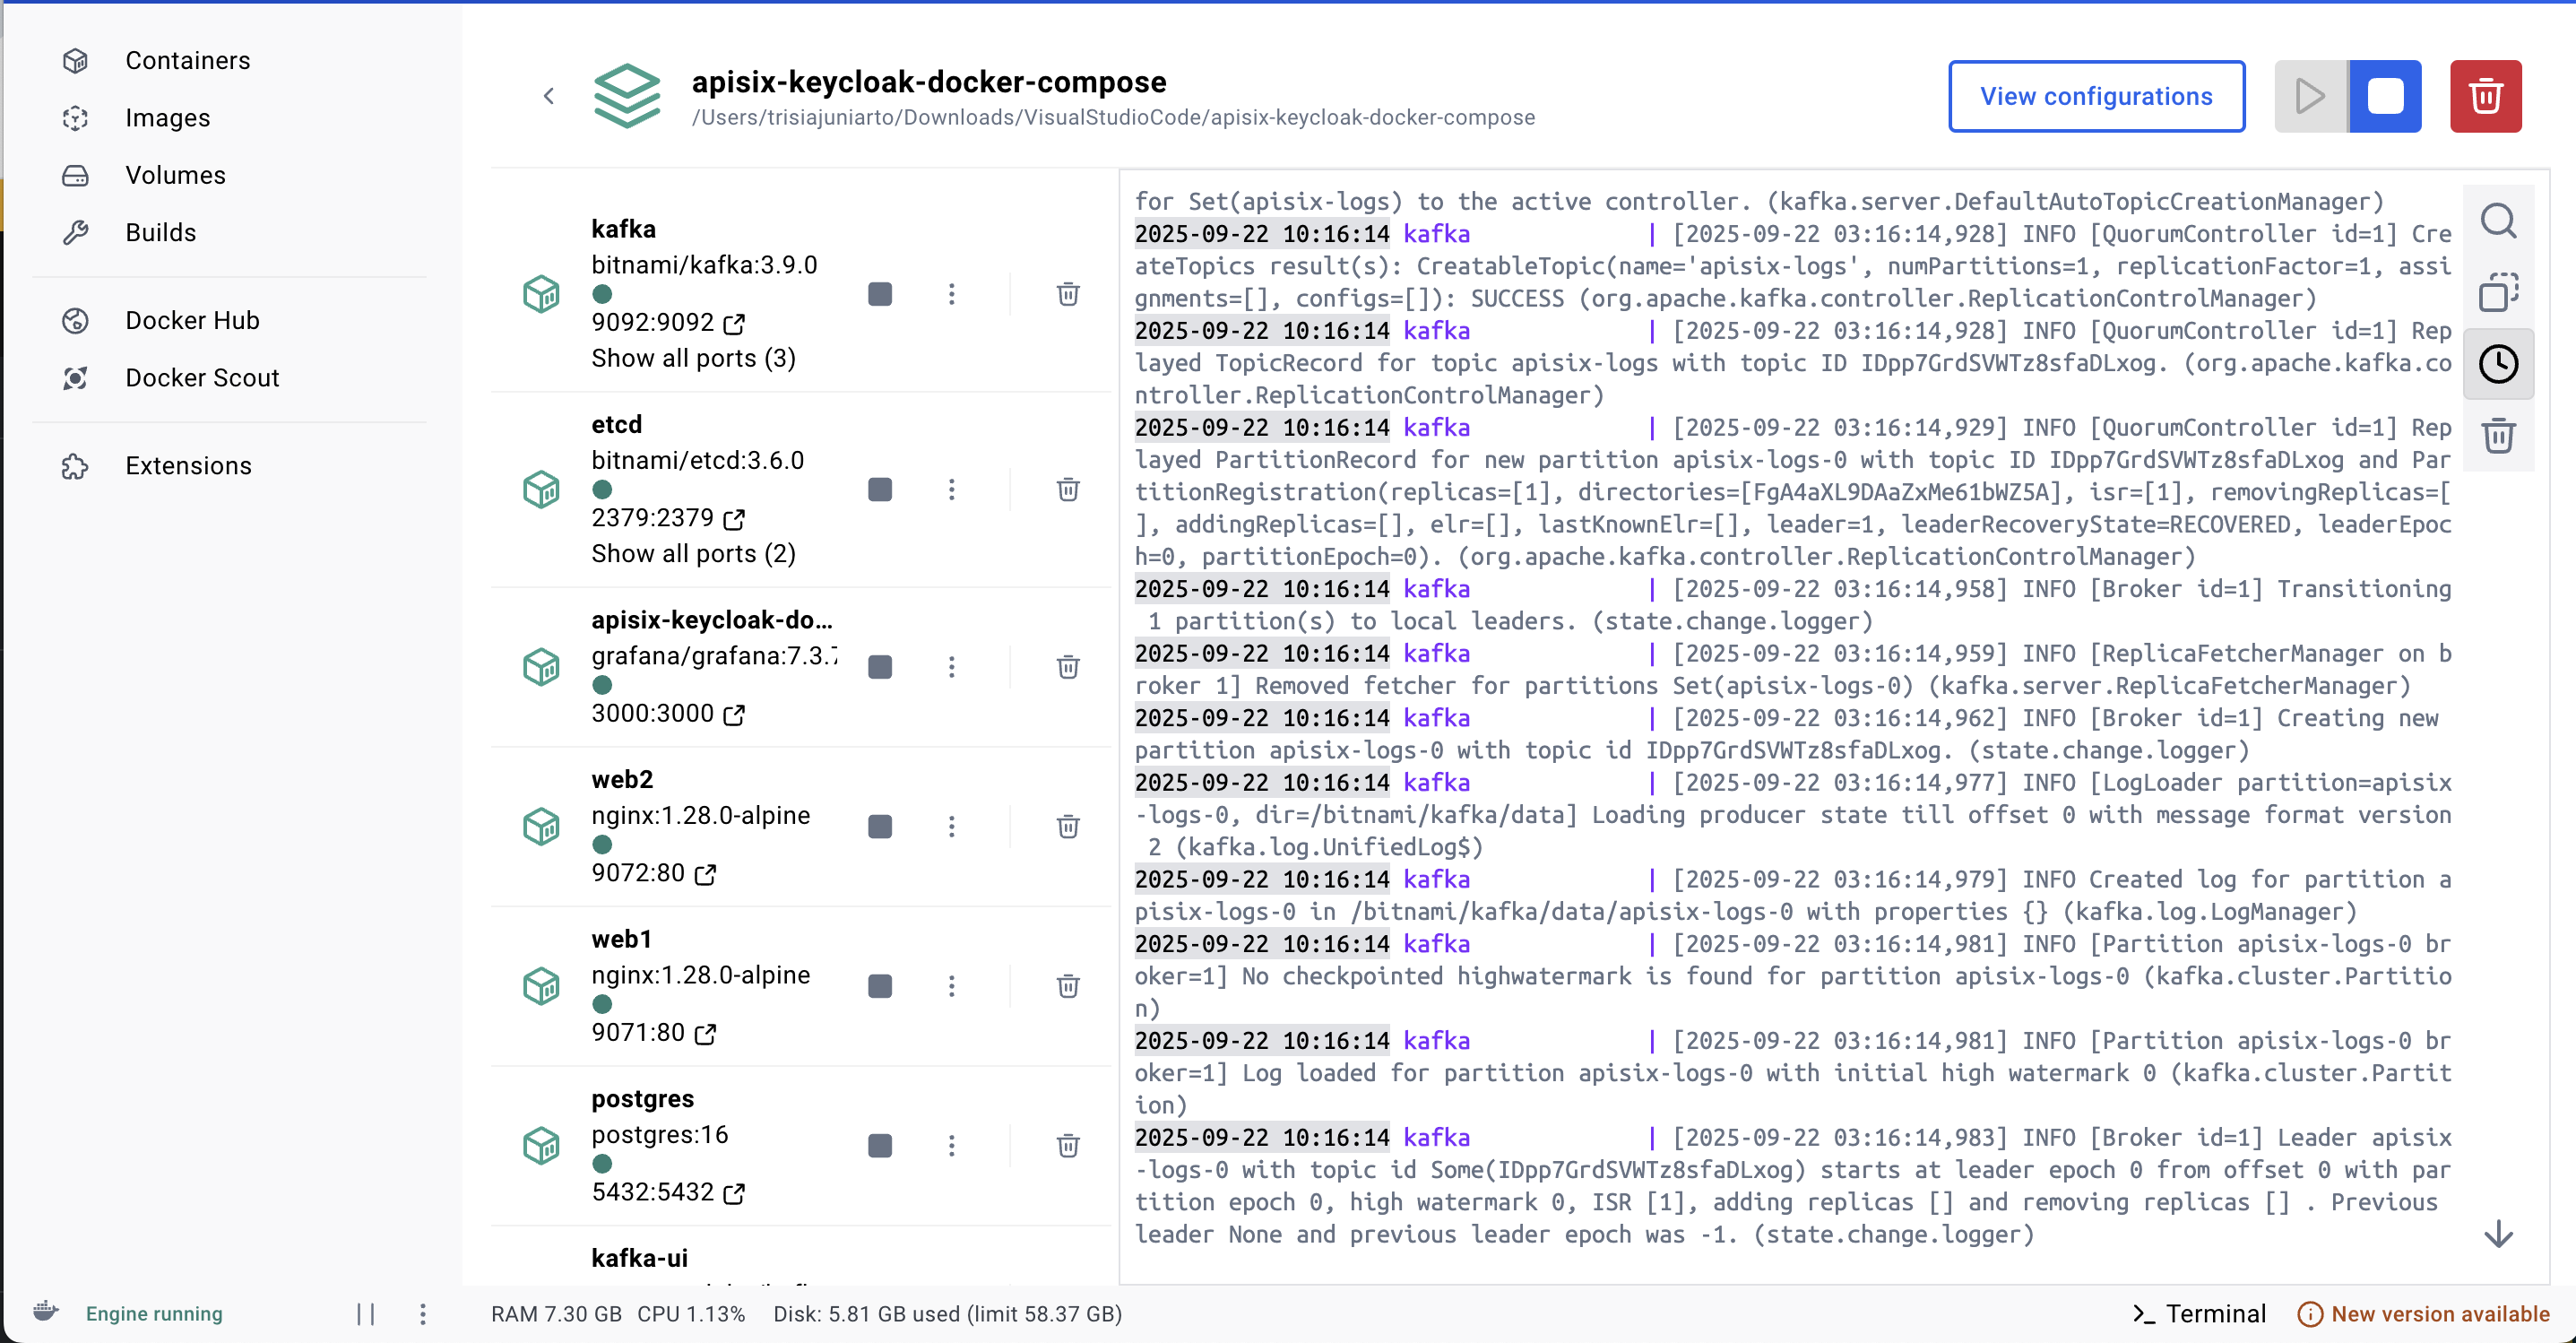 Containers
Images
Volumes
Builds
Docker Hub
Docker Scout
Extensions
apisix-keycloak-docker-compose
/Users/trisiajuniarto/Downloads/VisualStudioCode/apisix-keycloak-docker-compose
View configurations
kafka
bitnami/kafka:3.9.0
9092:9092
Show all ports (3)
etcd
bitnami/etcd:3.6.0
2379:2379
Show all ports (2)
apisix-keycloak-do...
grafana/grafana:7.3.7
3000:3000
web2
nginx:1.28.0-alpine
9072:80
web1
nginx:1.28.0-alpine
9071:80
postgres
postgres:16
5432:5432
kafka-ui
for Set(apisix-logs) to the active controller. (kafka.server.DefaultAutoTopicCreationManager)
2025-09-22 10:16:14 kafka | [2025-09-22 03:16:14,928] INFO [QuorumController id=1] Cre
ateTopics result(s): CreatableTopic(name='apisix-logs', numPartitions=1, replicationFactor=1, assi
gnments=[], configs=[]): SUCCESS (org.apache.kafka.controller.ReplicationControlManager)
2025-09-22 10:16:14 kafka | [2025-09-22 03:16:14,928] INFO [QuorumController id=1] Rep
layed TopicRecord for topic apisix-logs with topic ID IDpp7GrdSVWTz8sfaDLxog. (org.apache.kafka.co
ntroller.ReplicationControlManager)
2025-09-22 10:16:14 kafka | [2025-09-22 03:16:14,929] INFO [QuorumController id=1] Rep
layed PartitionRecord for new partition apisix-logs-0 with topic ID IDpp7GrdSVWTz8sfaDLxog and Par
titionRegistration(replicas=[1], directories=[FgA4aXL9DAaZxMe61bWZ5A], isr=[1], removingReplicas=[
], addingReplicas=[], elr=[], lastKnownElr=[], leader=1, leaderRecoveryState=RECOVERED, leaderEpoc
h=0, partitionEpoch=0). (org.apache.kafka.controller.ReplicationControlManager)
2025-09-22 10:16:14 kafka | [2025-09-22 03:16:14,958] INFO [Broker id=1] Transitioning
1 partition(s) to local leaders. (state.change.logger)
2025-09-22 10:16:14 kafka | [2025-09-22 03:16:14,959] INFO [ReplicaFetcherManager on b
roker 1] Removed fetcher for partitions Set(apisix-logs-0) (kafka.server.ReplicaFetcherManager)
2025-09-22 10:16:14 kafka | [2025-09-22 03:16:14,962] INFO [Broker id=1] Creating new
partition apisix-logs-0 with topic id IDpp7GrdSVWTz8sfaDLxog. (state.change.logger)
2025-09-22 10:16:14 kafka | [2025-09-22 03:16:14,977] INFO [LogLoader partition=apisix
-logs-0, dir=/bitnami/kafka/data] Loading producer state till offset 0 with message format version
2 (kafka.log.UnifiedLog$)
2025-09-22 10:16:14 kafka | [2025-09-22 03:16:14,979] INFO Created log for partition a
pisix-logs-0 in /bitnami/kafka/data/apisix-logs-0 with properties {} (kafka.log.LogManager)
2025-09-22 10:16:14 kafka | [2025-09-22 03:16:14,981] INFO [Partition apisix-logs-0 br
oker=1] No checkpointed highwatermark is found for partition apisix-logs-0 (kafka.cluster.Partitio
n)
2025-09-22 10:16:14 kafka | [2025-09-22 03:16:14,981] INFO [Partition apisix-logs-0 br
oker=1] Log loaded for partition apisix-logs-0 with initial high watermark 0 (kafka.cluster.Partit
ion)
2025-09-22 10:16:14 kafka | [2025-09-22 03:16:14,983] INFO [Broker id=1] Leader apisix
-logs-0 with topic id Some(IDpp7GrdSVWTz8sfaDLxog) starts at leader epoch 0 from offset 0 with par
tition epoch 0, high watermark 0, ISR [1], adding replicas [] and removing replicas [] . Previous
leader None and previous leader epoch was -1. (state.change.logger)
Engine running
RAM 7.30 GB CPU 1.13% Disk: 5.81 GB used (limit 58.37 GB)
Terminal
New version available